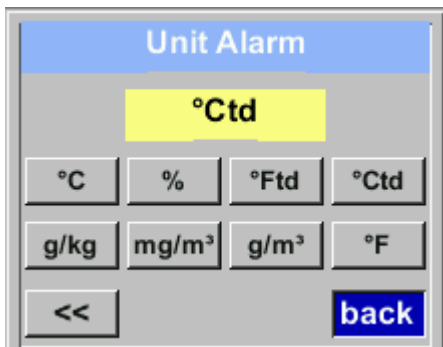 Unit Alarm
°Ctd
°C % °Ftd °Ctd
g/kg mg/m³ g/m³ °F
<< back